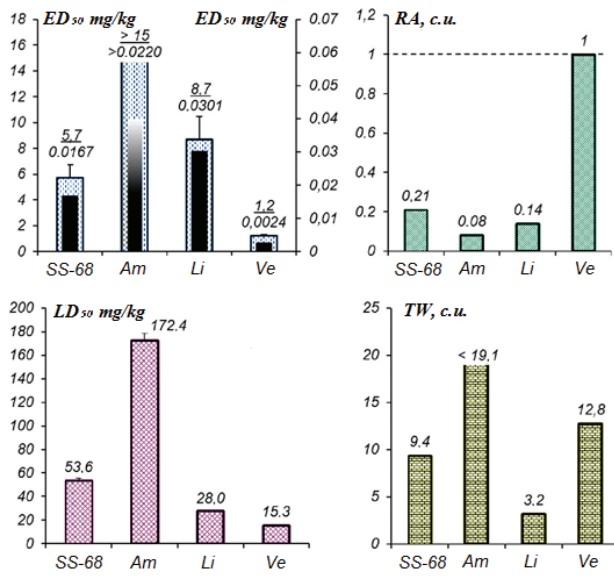 ED₅₀ mg/kg
ED₅₀ mg/kg
18
16
14
12
10
8
6
4
2
0
0.07
0.06
0.05
0.04
0.03
0,02
0,01
0
5,7
0.0167
> 15
>0.0220
8,7
0,0301
1,2
0,0024
SS-68
Am
Li
Ve
RA, c.u.
1,2
1
0.8
0.6
0.4
0.2
0
0,21
0.08
0.14
1
SS-68
Am
Li
Ve
LD₅₀ mg/kg
200
180
160
140
120
100
80
60
40
20
0
53,6
172.4
28,0
15.3
SS-68
Am
Li
Ve
TW, c.u.
25
20
15
10
5
0
9.4
< 19,1
3.2
12,8
SS-68
Am
Li
Ve